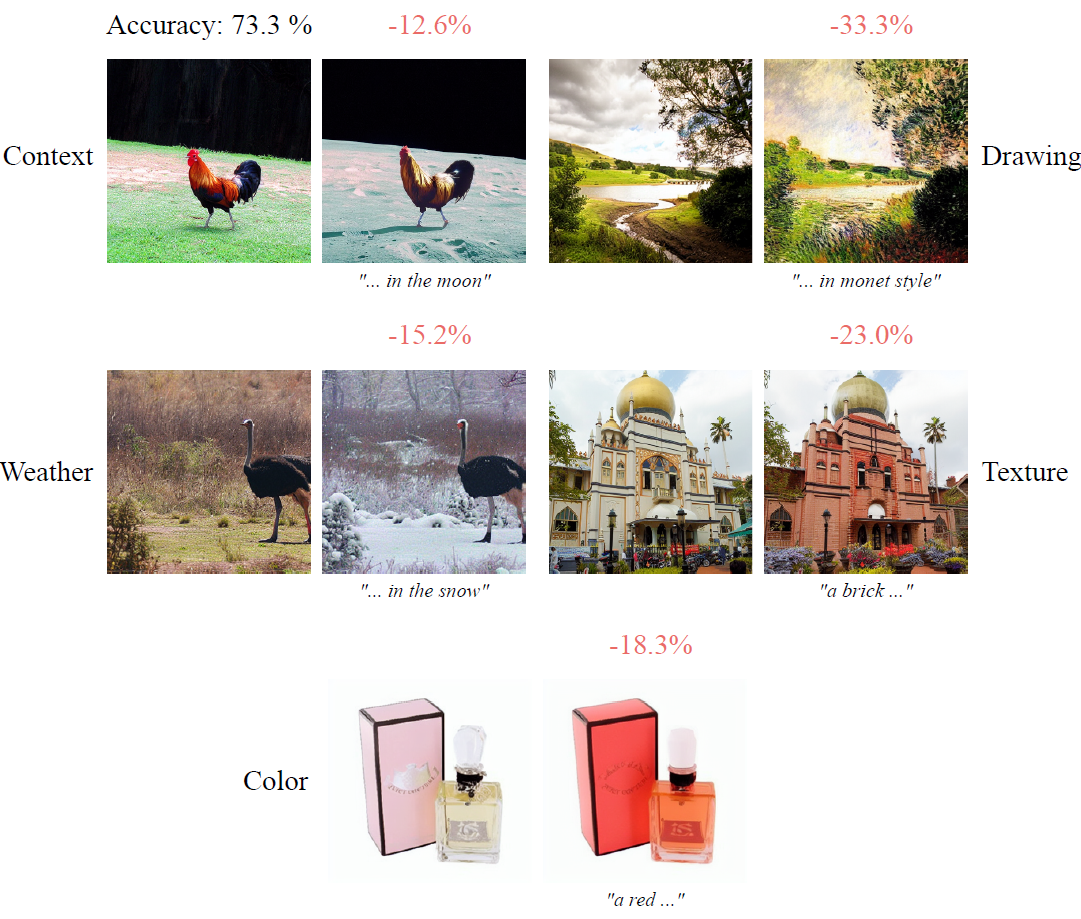 Accuracy: 73.3 %
-12.6%
-33.3%
Context
Drawing
"... in the moon"
"... in monet style"
-15.2%
-23.0%
Weather
Texture
"... in the snow"
"a brick ..."
-18.3%
Color
"a red ..."